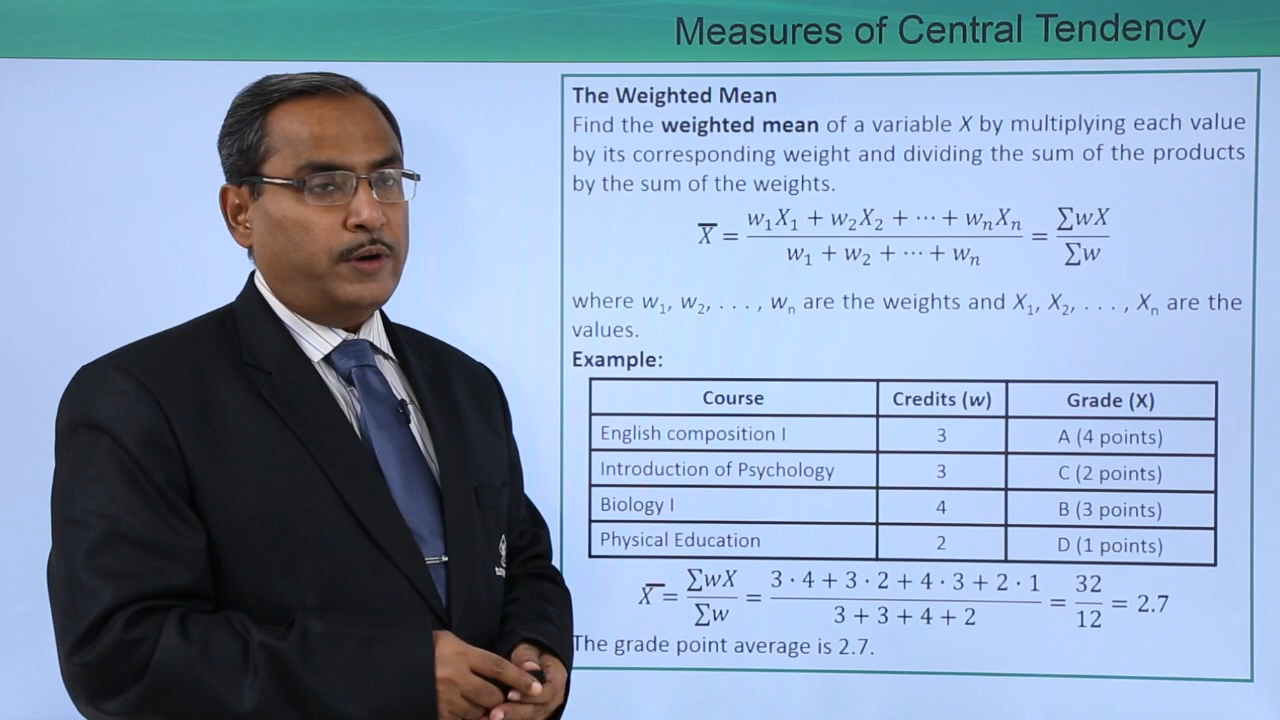 Measures of Central Tendency
The Weighted Mean
Find the weighted mean of a variable X by multiplying each value
by its corresponding weight and dividing the sum of the products
by the sum of the weights.
X̅ = (w₁X₁ + w₂X₂ + ⋯ + wₙXₙ) / (w₁ + w₂ + ⋯ + wₙ) = ∑wX / ∑w
where w₁, w₂, . . . , wₙ are the weights and X₁, X₂, . . . , Xₙ are the
values.
Example:
Course Credits (w) Grade (X)
English composition I 3 A (4 points)
Introduction of Psychology 3 C (2 points)
Biology I 4 B (3 points)
Physical Education 2 D (1 points)
X̅ = ∑wX / ∑w = (3 · 4 + 3 · 2 + 4 · 3 + 2 · 1) / (3 + 3 + 4 + 2) = 32 / 12 = 2.7
The grade point average is 2.7.